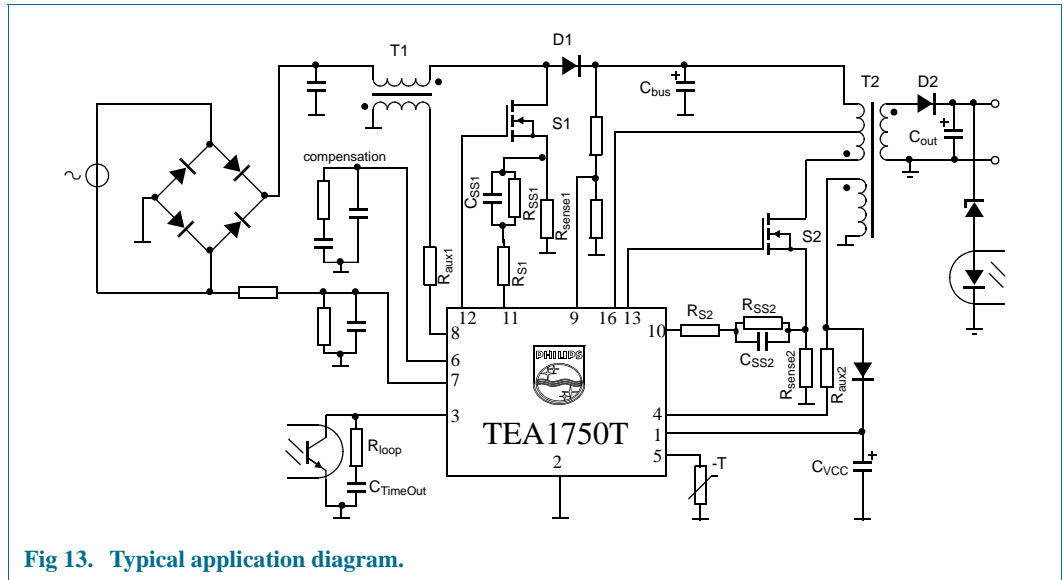 T1
D1
T2
D2
C_bus
C_out
S1
compensation
C_SS1
R_SS1
R_sense1
R_aux1
R_S1
S2
12
11
9
16
13
8
10
R_S2
R_SS2
C_SS2
R_sense2
R_aux2
6
7
PHILIPS
3
4
TEA1750T
1
R_loop
2
5
-T
C_VCC
C_TimeOut
Fig 13. Typical application diagram.